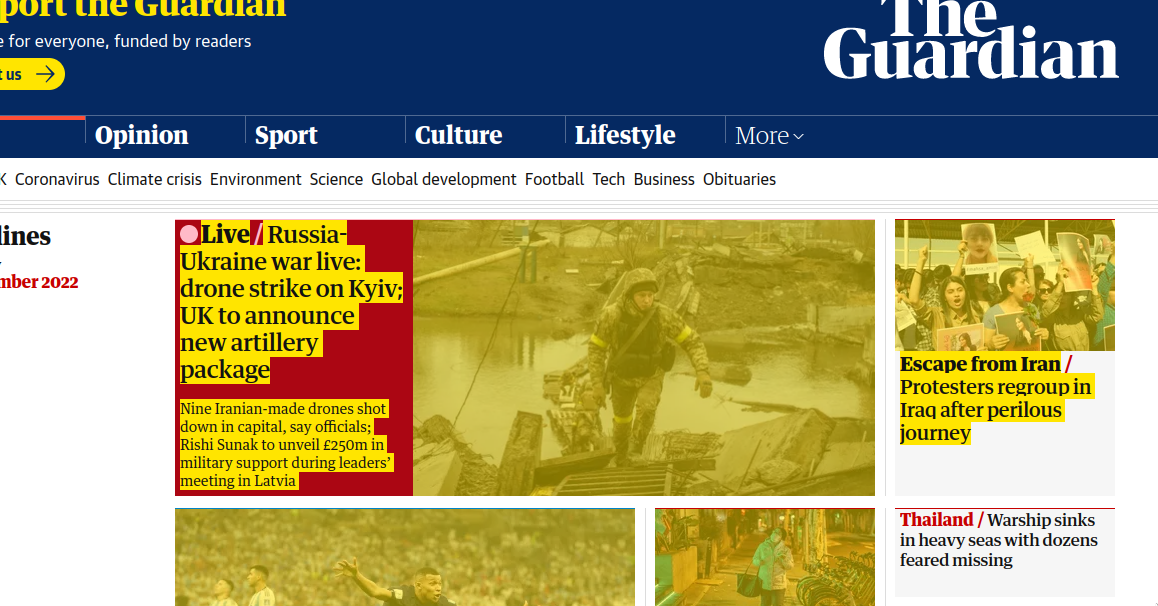 port the Guardian
e for everyone, funded by readers
t us
The
Guardian
Opinion
Sport
Culture
Lifestyle
More
K Coronavirus Climate crisis Environment Science Global development Football Tech Business Obituaries
lines
mber 2022
Live / Russia-
Ukraine war live:
drone strike on Kyiv;
UK to announce
new artillery
package
Nine Iranian-made drones shot
down in capital, say officials;
Rishi Sunak to unveil £250m in
military support during leaders’
meeting in Latvia
Escape from Iran /
Protesters regroup in
Iraq after perilous
journey
Thailand / Warship sinks
in heavy seas with dozens
feared missing